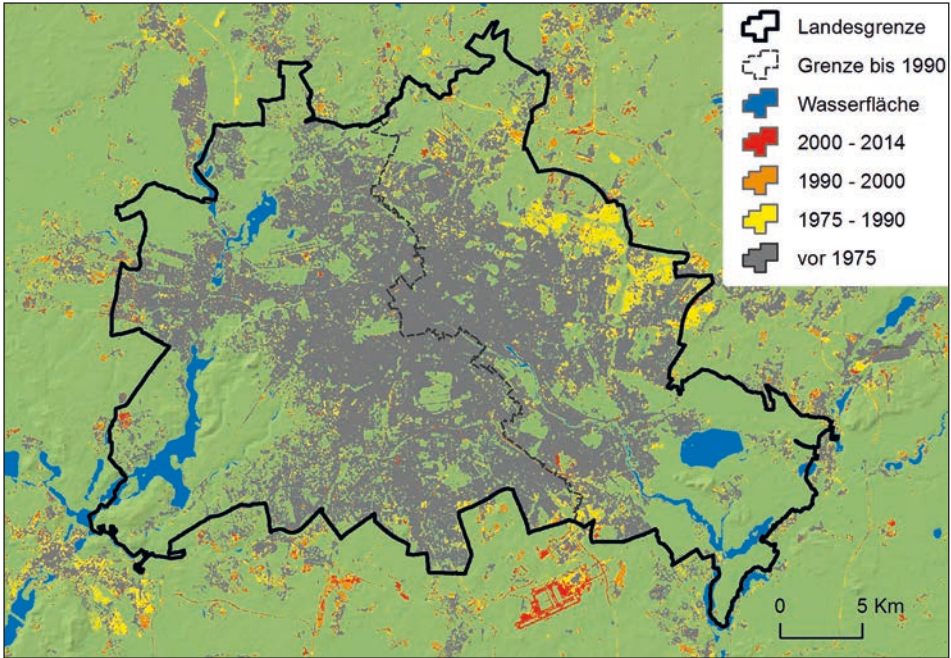 Landesgrenze
Grenze bis 1990
Wasserfläche
2000 - 2014
1990 - 2000
1975 - 1990
vor 1975
0 5 Km